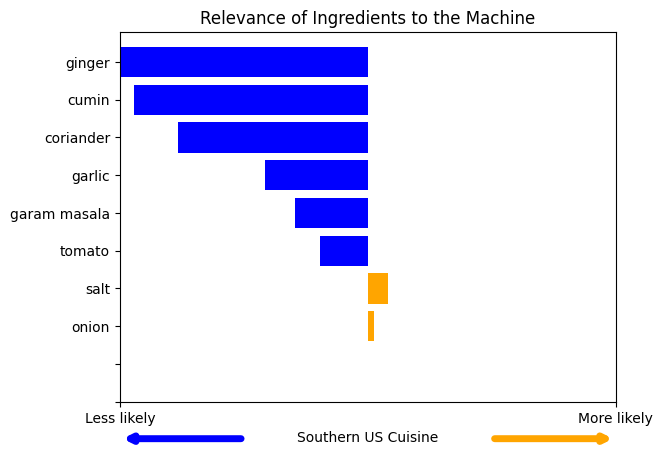 Relevance of Ingredients to the Machine
ginger
cumin
coriander
garlic
garam masala
tomato
salt
onion
Less likely
More likely
Southern US Cuisine